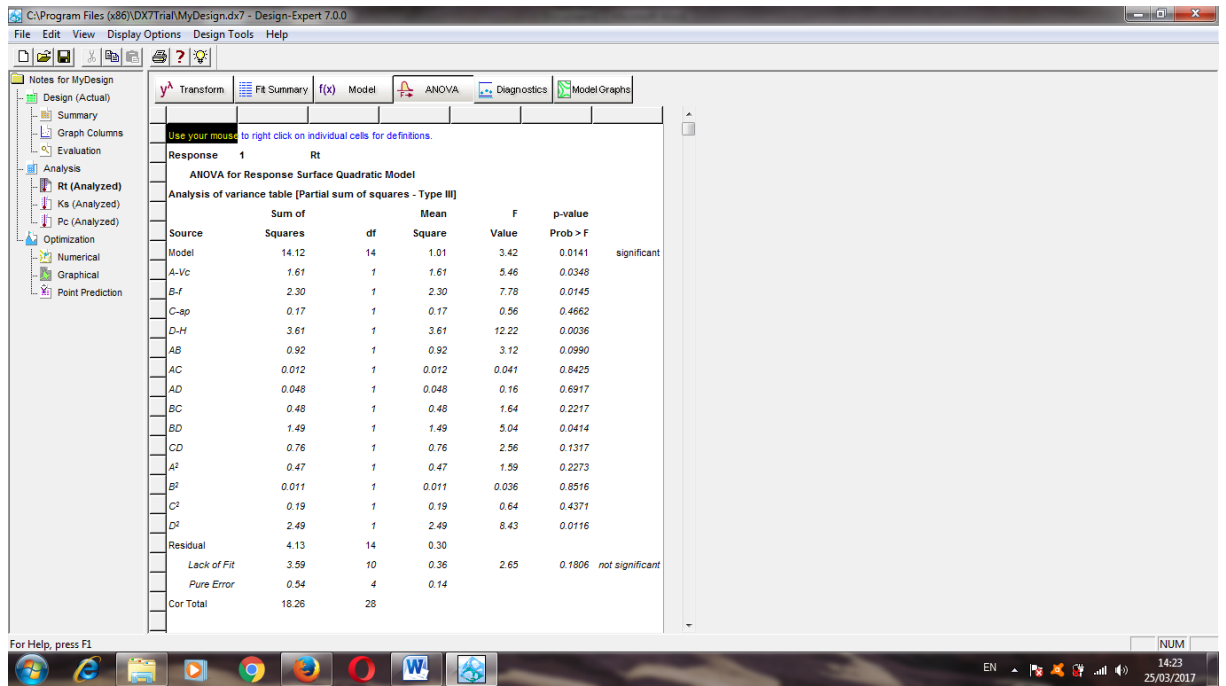 C:\Program Files (x86)\DX7Trial\MyDesign.dx7 - Design-Expert 7.0.0
File Edit View Display Options Design Tools Help
Notes for MyDesign
Design (Actual)
Summary
Graph Columns
Evaluation
Analysis
Rt (Analyzed)
Ks (Analyzed)
Pc (Analyzed)
Optimization
Numerical
Graphical
Point Prediction
yλ Transform Fit Summary f(x) Model ANOVA Diagnostics Model Graphs
Use your mouse to right click on individual cells for definitions.
Response 1 Rt
ANOVA for Response Surface Quadratic Model
Analysis of variance table [Partial sum of squares - Type III]
Sum of Mean F p-value
Source Squares df Square Value Prob > F
Model 14.12 14 1.01 3.42 0.0141 significant
A-Vc 1.61 1 1.61 5.46 0.0348
B-f 2.30 1 2.30 7.78 0.0145
C-ap 0.17 1 0.17 0.56 0.4662
D-H 3.61 1 3.61 12.22 0.0036
AB 0.92 1 0.92 3.12 0.0990
AC 0.012 1 0.012 0.041 0.8425
AD 0.048 1 0.048 0.16 0.6917
BC 0.48 1 0.48 1.64 0.2217
BD 1.49 1 1.49 5.04 0.0414
CD 0.76 1 0.76 2.56 0.1317
A² 0.47 1 0.47 1.59 0.2273
B² 0.011 1 0.011 0.036 0.8516
C² 0.19 1 0.19 0.64 0.4371
D² 2.49 1 2.49 8.43 0.0116
Residual 4.13 14 0.30
Lack of Fit 3.59 10 0.36 2.65 0.1806 not significant
Pure Error 0.54 4 0.14
Cor Total 18.26 28
For Help, press F1 NUM
EN 14:23
25/03/2017